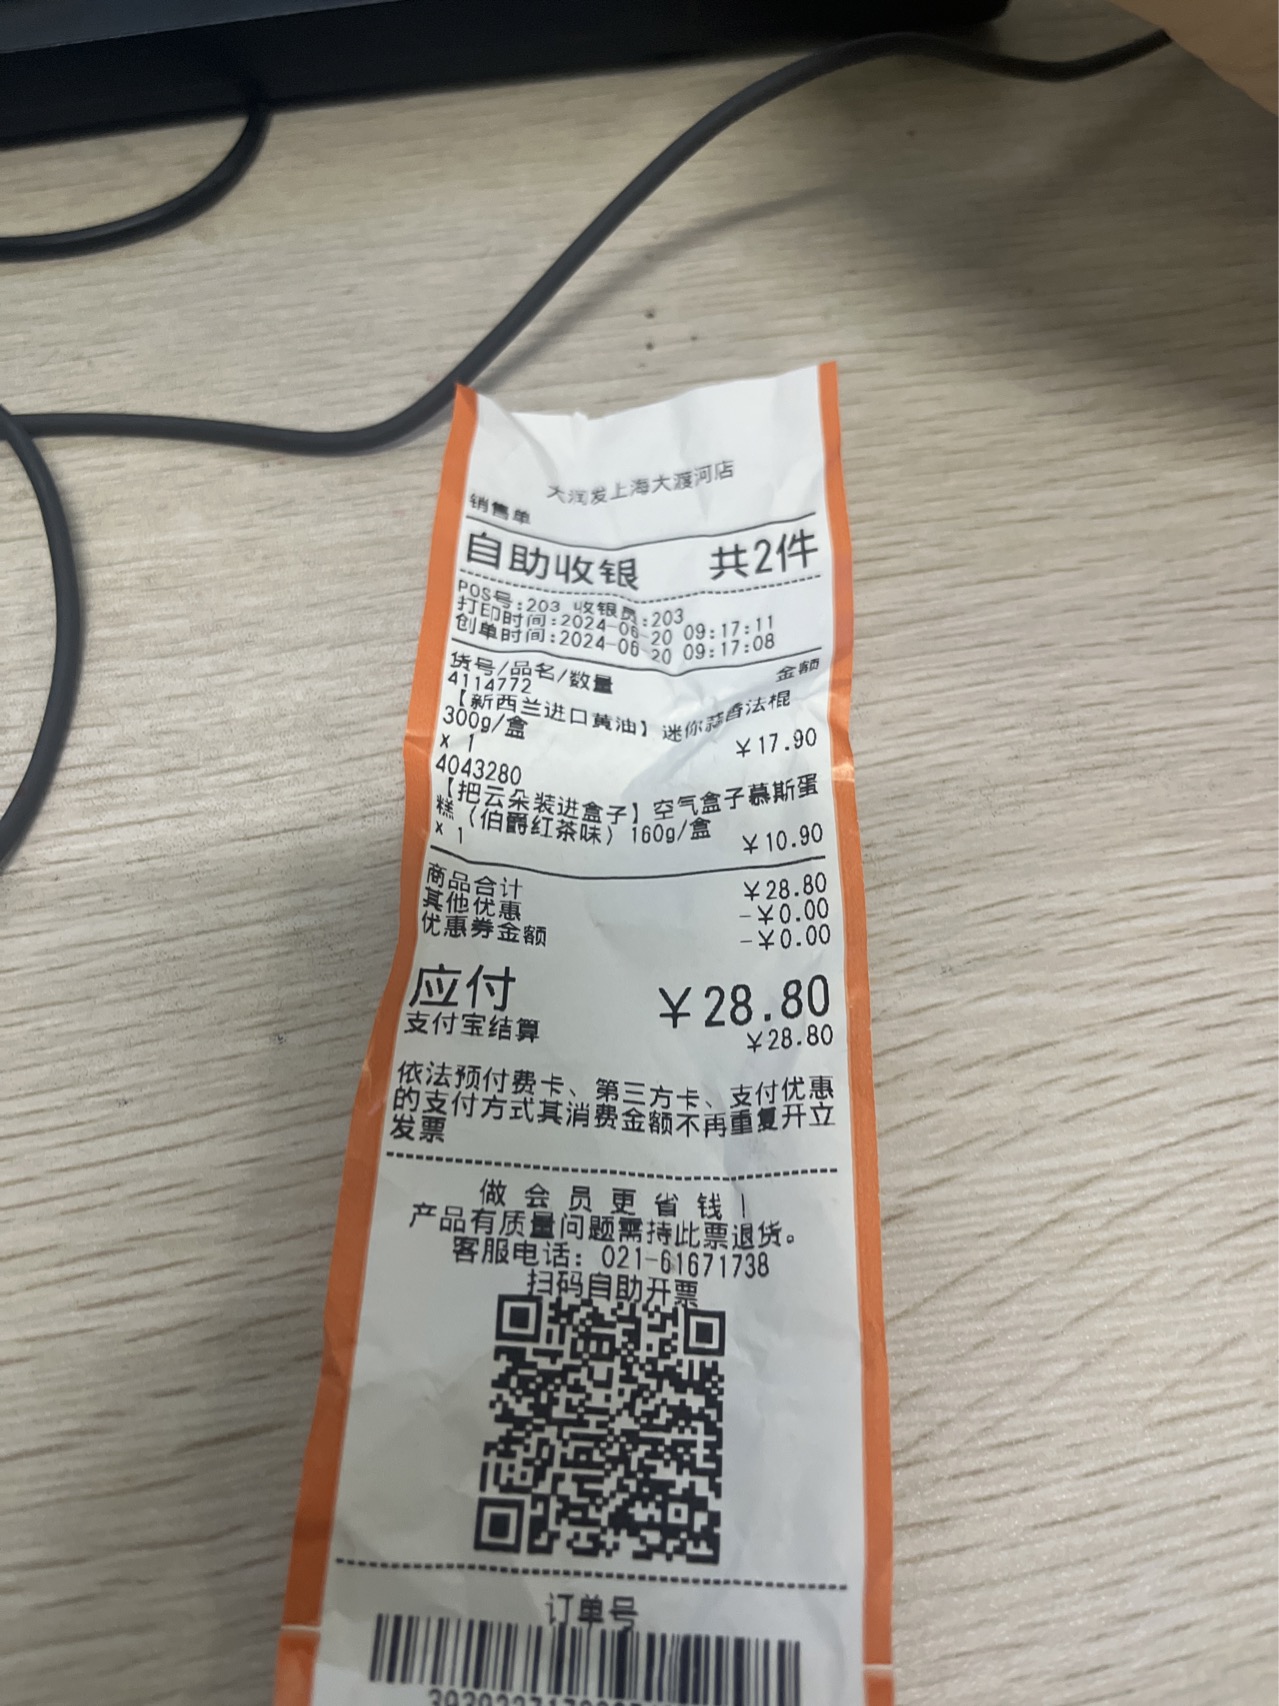 大润发上海大渡河店
销售单
自助收银 共2件
POS号:203 收银员:203
打印时间:2024-06-20 09:17:11
创单时间:2024-06-20 09:17:08
货号/品名/数量 金额
4114772
【新西兰进口黄油】迷你蒜香法棍
300g/盒
x 1 ¥17.90
4043280
【把云朵装进盒子】空气盒子慕斯蛋
糕（伯爵红茶味）160g/盒
x 1 ¥10.90
商品合计 ¥28.80
其他优惠 -¥0.00
优惠券金额 -¥0.00
应付 ¥28.80
支付宝结算 ¥28.80
依法预付费卡、第三方卡、支付优惠
的支付方式其消费金额不再重复开立
发票
做会员更省钱！
产品有质量问题需持此票退货。
客服电话：021-61671738
扫码自助开票
订单号